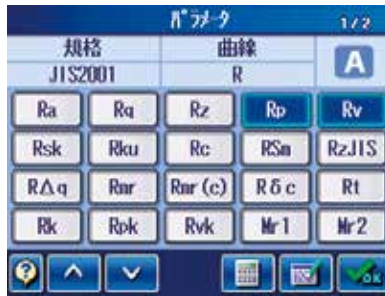 パラメータ 1/2
規格 曲線
JIS2001 R A
Ra Rq Rz Rp Rv
Rsk Rku Rc RSm RzJIS
RΔq Rmr Rmr(c) Rδc Rt
Rk Rpk Rvk Mr1 Mr2
? OK